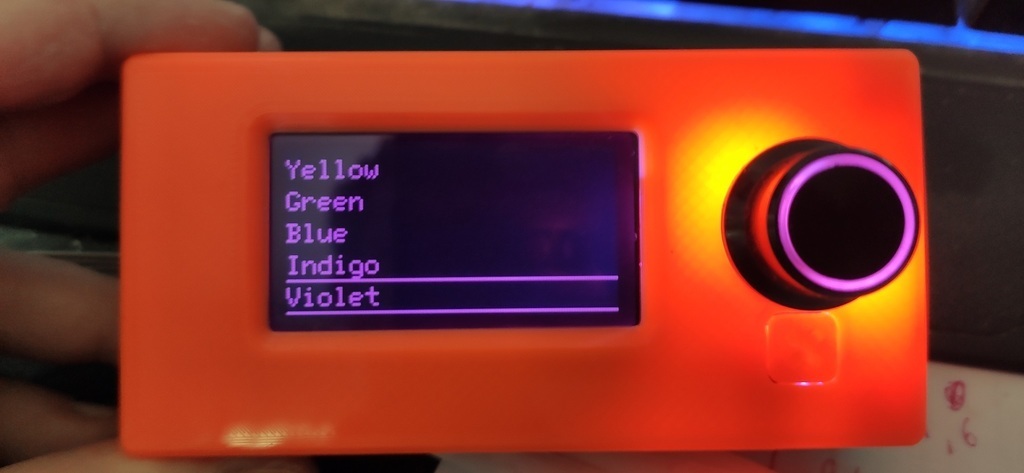 Yellow
Green
Blue
Indigo
Violet